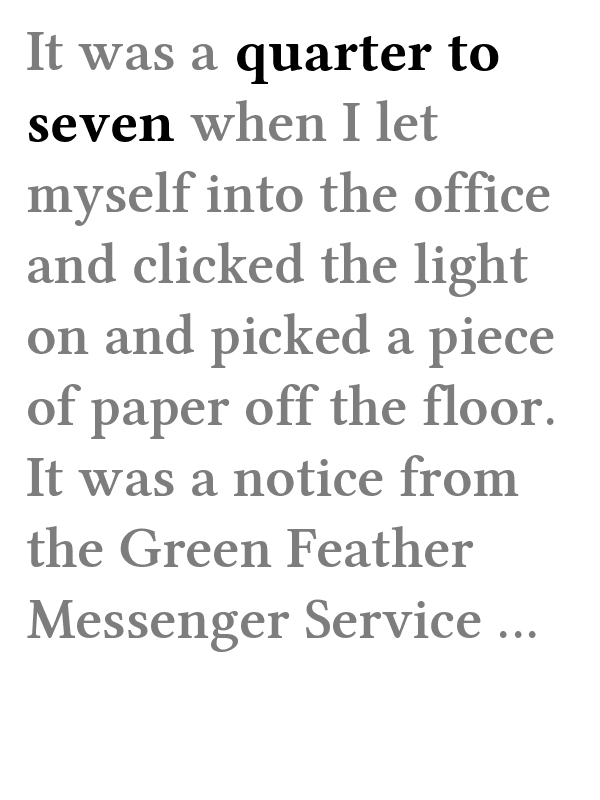 It was a quarter to
seven when I let
myself into the office
and clicked the light
on and picked a piece
of paper off the floor.
It was a notice from
the Green Feather
Messenger Service ...